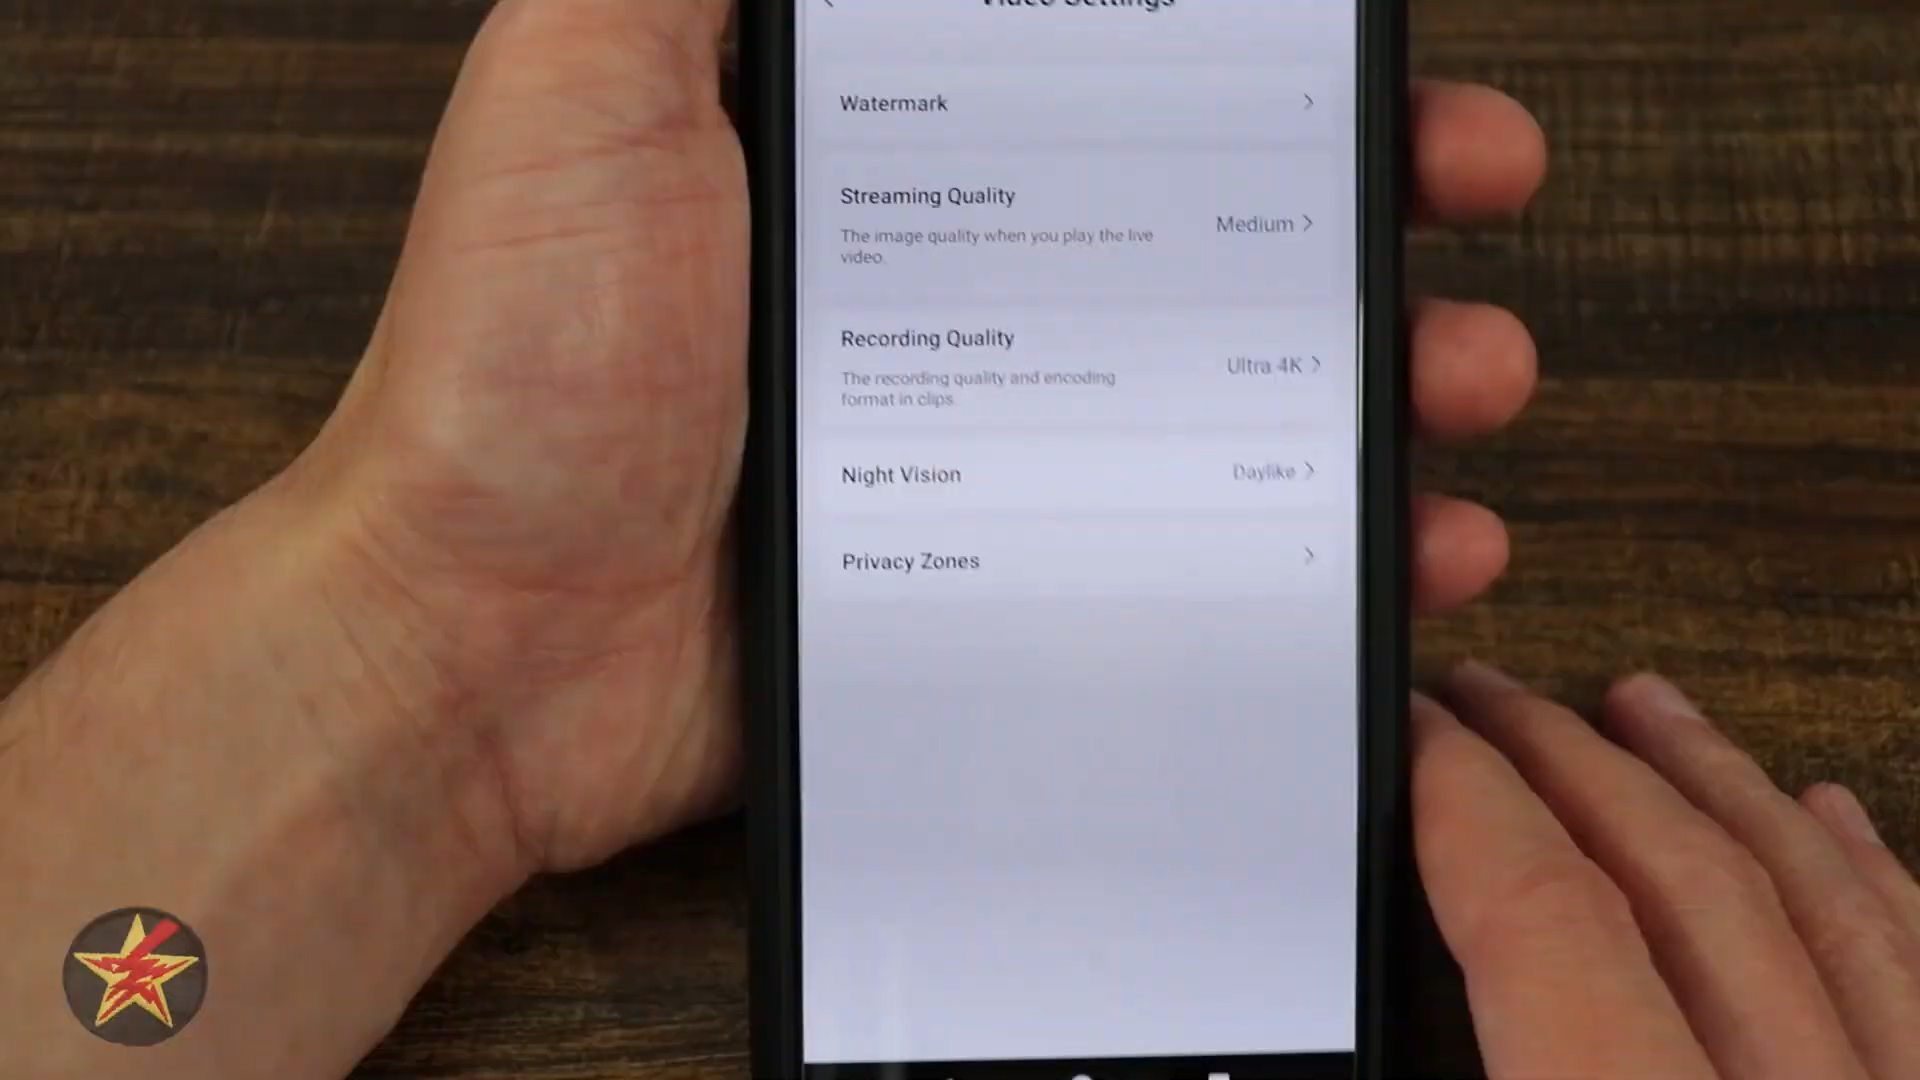 Video Settings
Watermark
Streaming Quality
The image quality when you play the live
video.
Medium
Recording Quality
The recording quality and encoding
format in clips.
Ultra 4K
Night Vision
Daylike
Privacy Zones